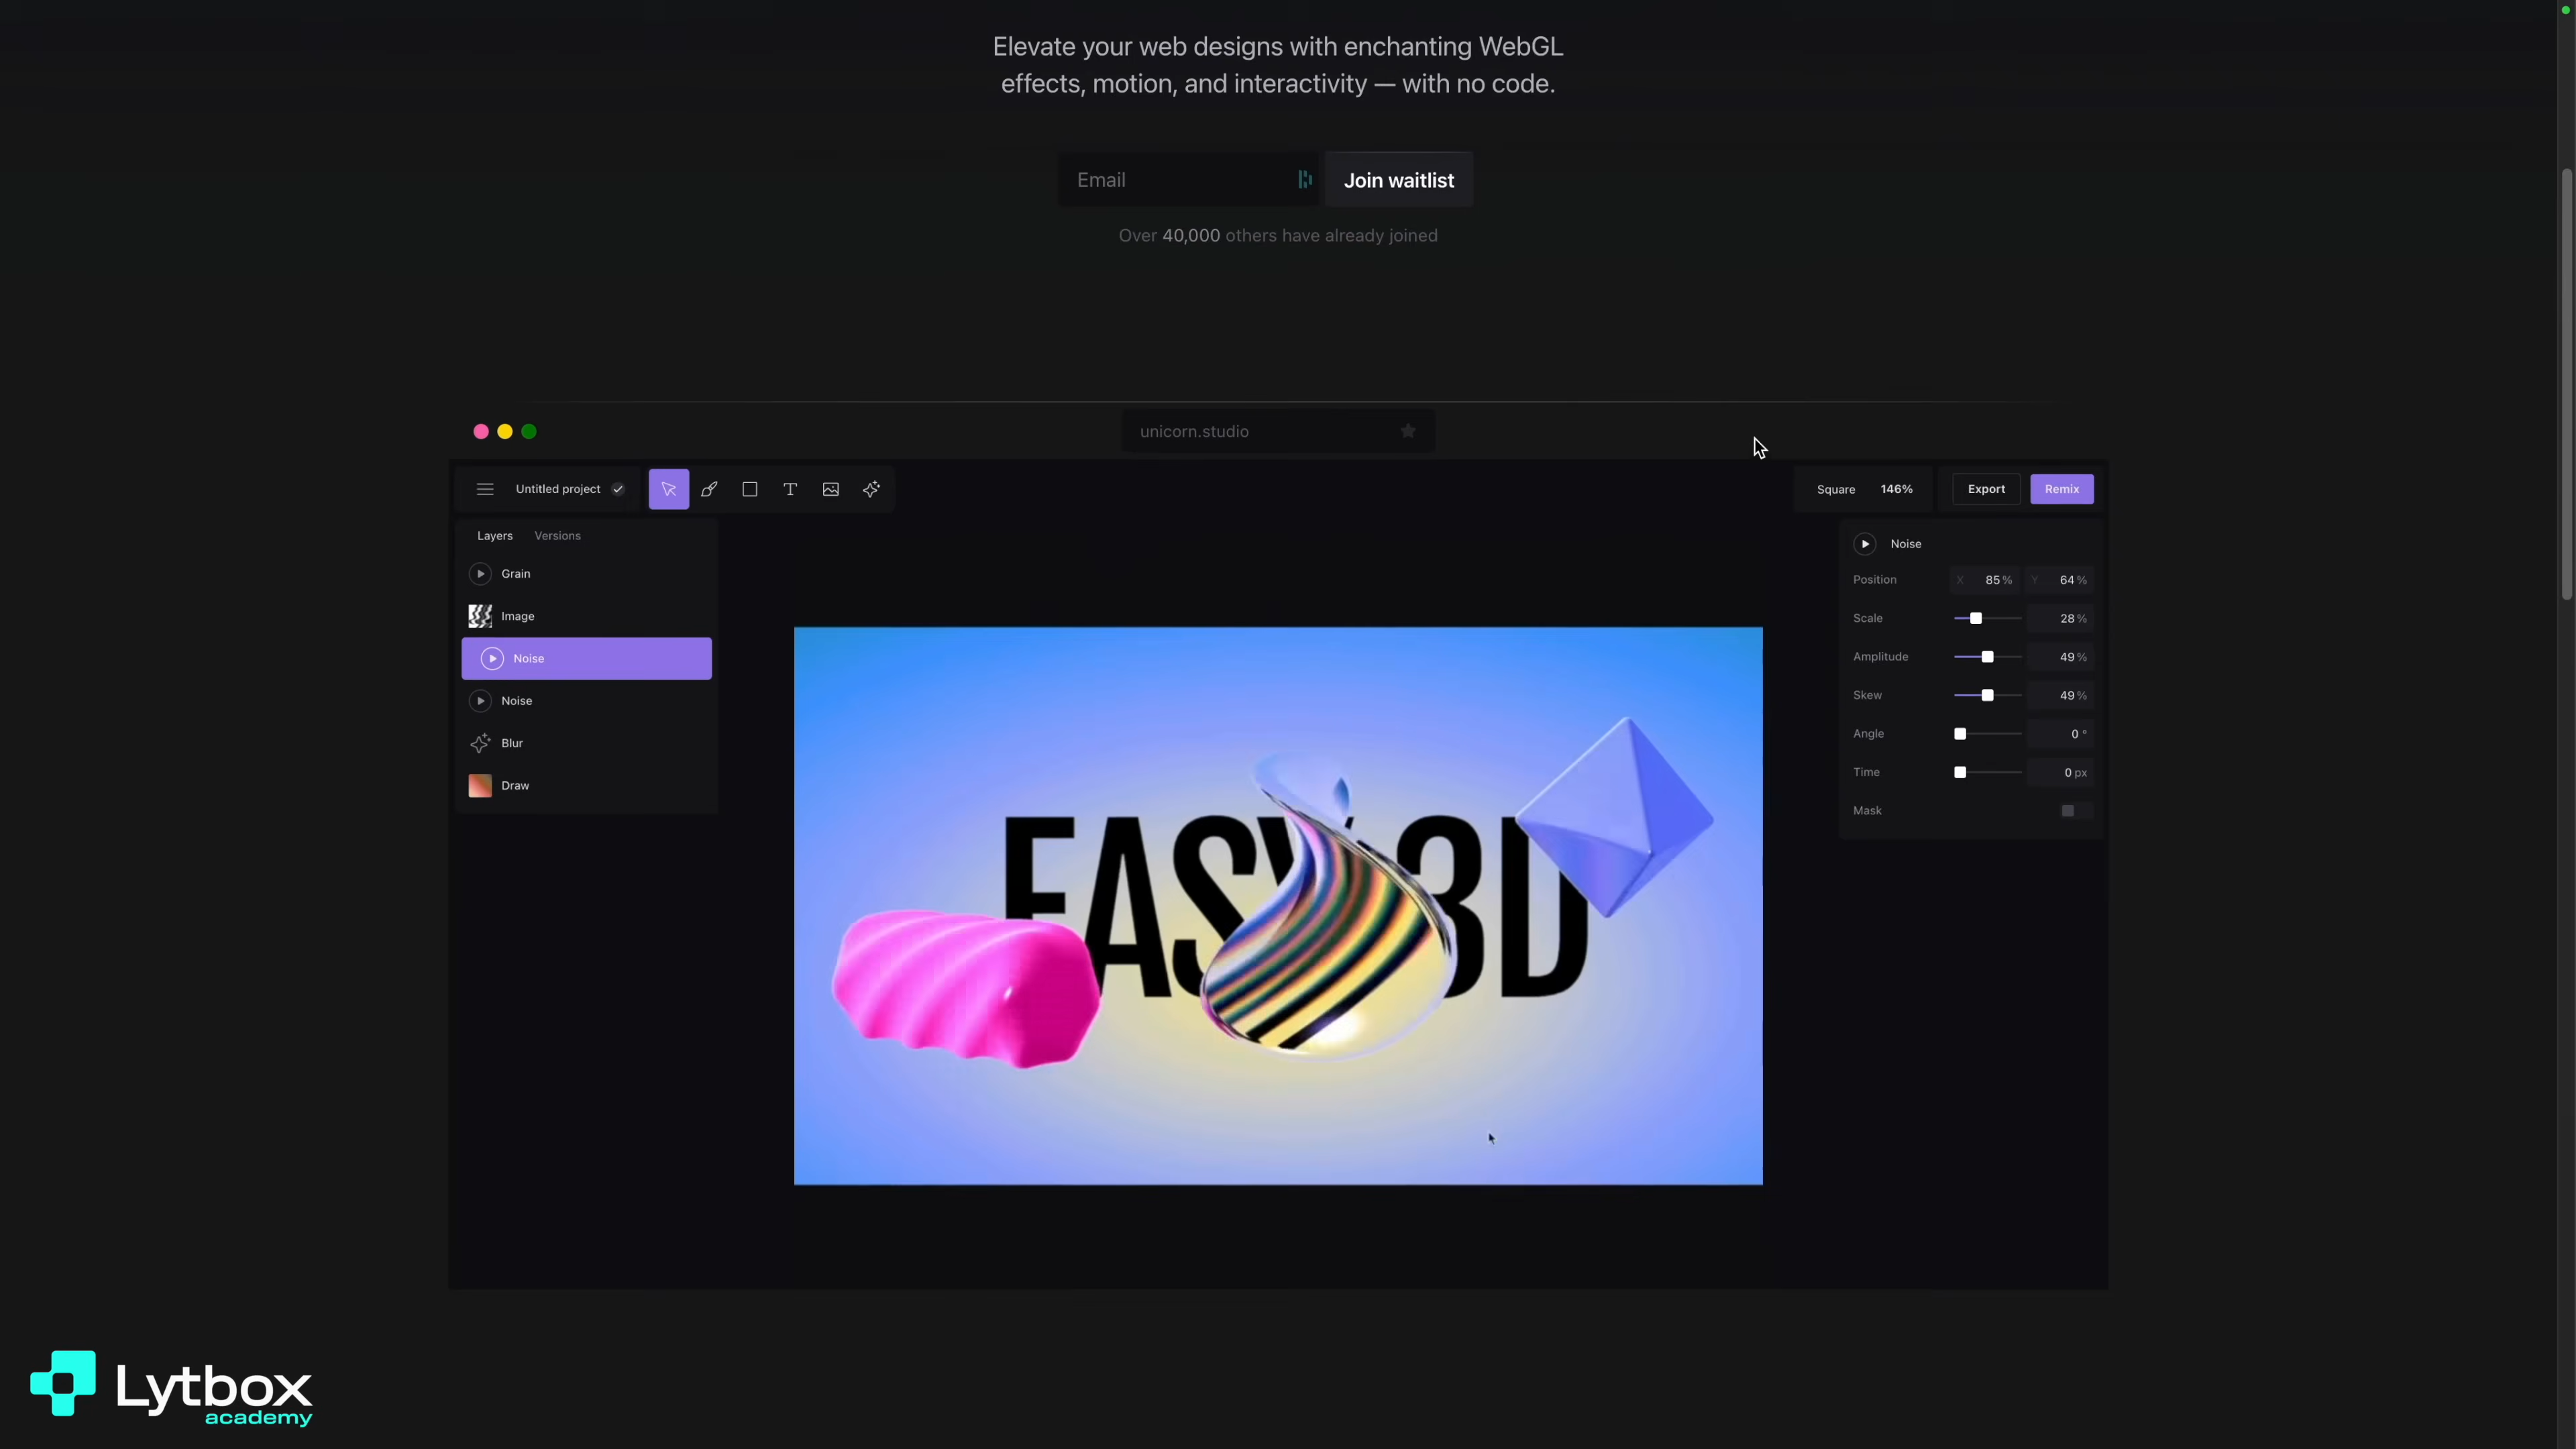 Elevate your web designs with enchanting WebGL
effects, motion, and interactivity — with no code.
Email
Join waitlist
Over 40,000 others have already joined
unicorn.studio
Untitled project
T
Square 146%
Export
Remix
Layers Versions
Grain
Image
Noise
Noise
Blur
Draw
Noise
Position X 85 % Y 64 %
Scale 28 %
Amplitude 49 %
Skew 49 %
Angle 0 °
Time 0 px
Mask
EASY 3D
Lytbox
academy